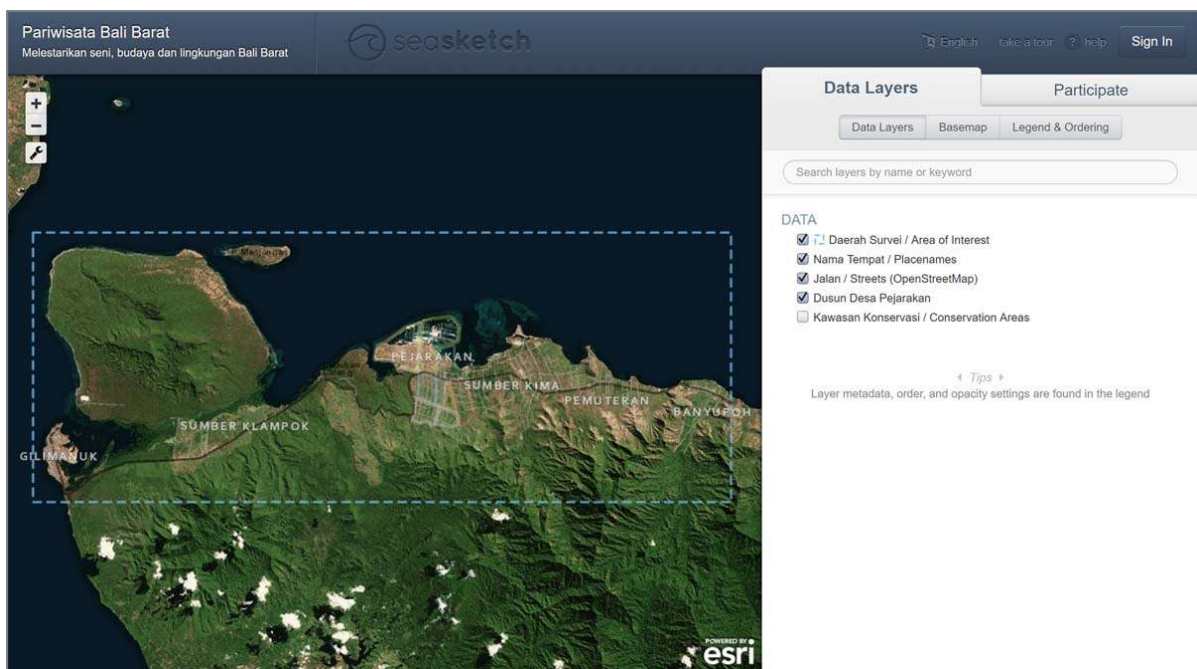 Pariwisata Bali Barat
Melestarikan seni, budaya dan lingkungan Bali Barat
seasketch
English take a tour ? help Sign In
Data Layers Participate
Data Layers Basemap Legend & Ordering
Search layers by name or keyword
DATA
Daerah Survei / Area of Interest
Nama Tempat / Placenames
Jalan / Streets (OpenStreetMap)
Dusun Desa Pejarakan
Kawasan Konservasi / Conservation Areas
Tips
Layer metadata, order, and opacity settings are found in the legend
+
−
P. Menjangan
PEJARAKAN
SUMBER KIMA
PEMUTERAN
BANYUPOH
SUMBER KLAMPOK
GILIMANUK
POWERED BY
esri